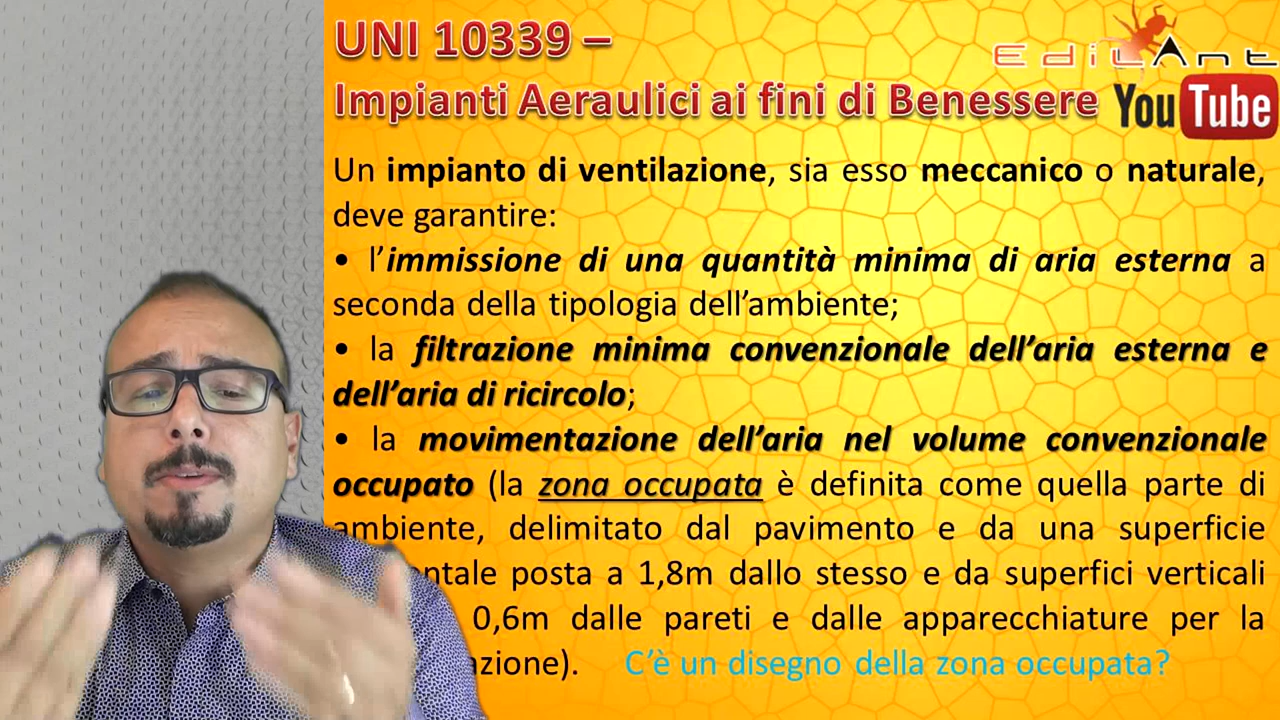 UNI 10339 –
EdilAnt
Impianti Aeraulici ai fini di Benessere
YouTube
Un impianto di ventilazione, sia esso meccanico o naturale,
deve garantire:
• l’immissione di una quantità minima di aria esterna a
seconda della tipologia dell’ambiente;
• la filtrazione minima convenzionale dell’aria esterna e
dell’aria di ricircolo;
• la movimentazione dell’aria nel volume convenzionale
occupato (la zona occupata è definita come quella parte di
ambiente, delimitato dal pavimento e da una superficie
posta a 1,8m dallo stesso e da superfici verticali
0,6m dalle pareti e dalle apparecchiature per la
C’è un disegno della zona occupata?